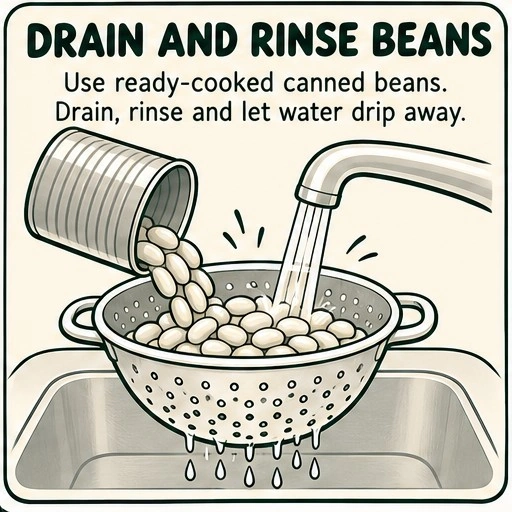 DRAIN AND RINSE BEANS
Use ready-cooked canned beans.
Drain, rinse and let water drip away.